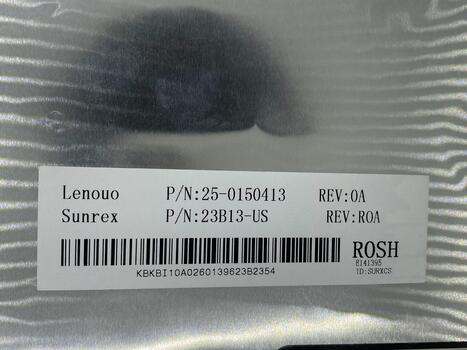 Lenouo P/N:25-0150413 REV:0A
Sunrex P/N:23B13-US REV:R0A
ROSH
E141395
ID:SURXCS
KBKBI10A0260139623B2354